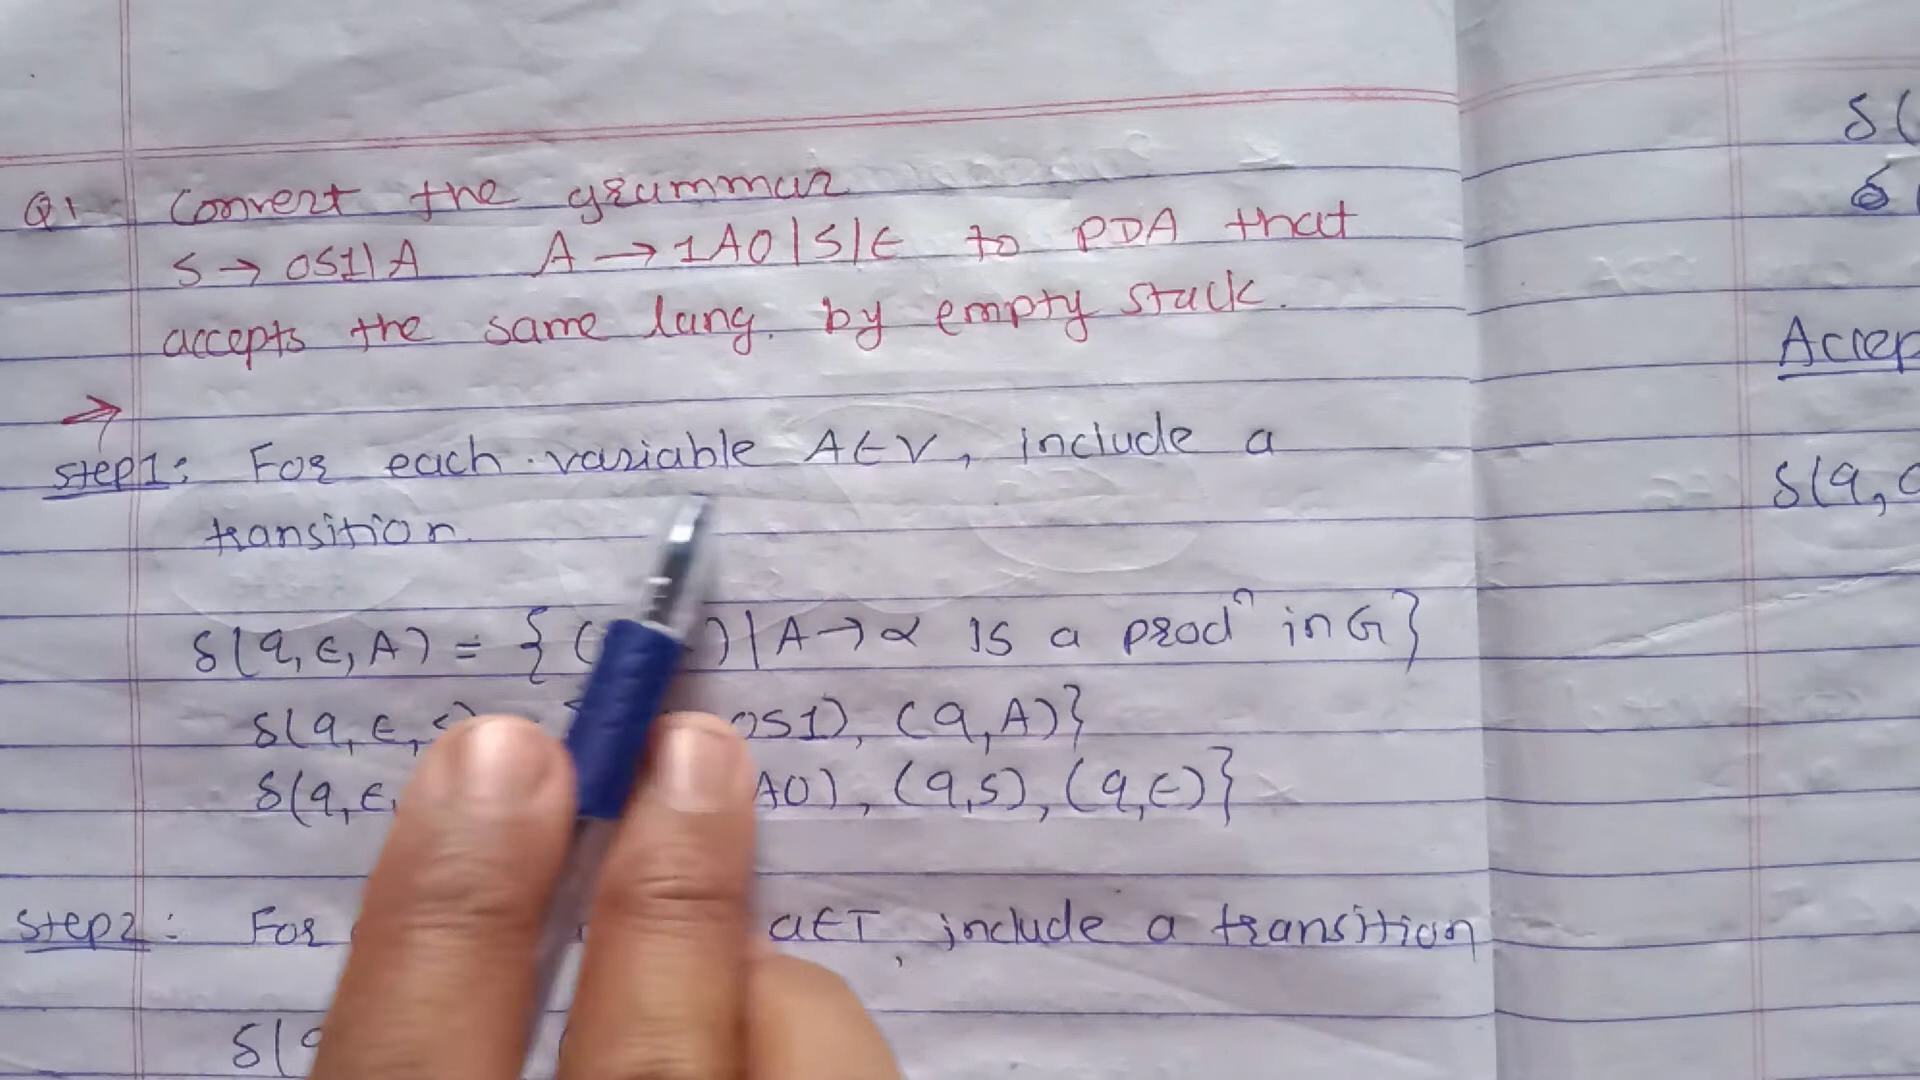 Q1 Convert the grammar
S → 0S1|A A → 1A0|S|ε to PDA that
accepts the same lang. by empty stack.
Step1: For each variable A∈V, include a
transition.
δ(q,ε,A) = { ( ) | A→α is a prodⁿ in G}
δ(q,ε,S) 0S1), (q,A)}
δ(q,ε, A0), (q,S), (q,ε)}
Step2: For a∈T, include a transition
δ(q
δ(
δ(
Accep
δ(q,